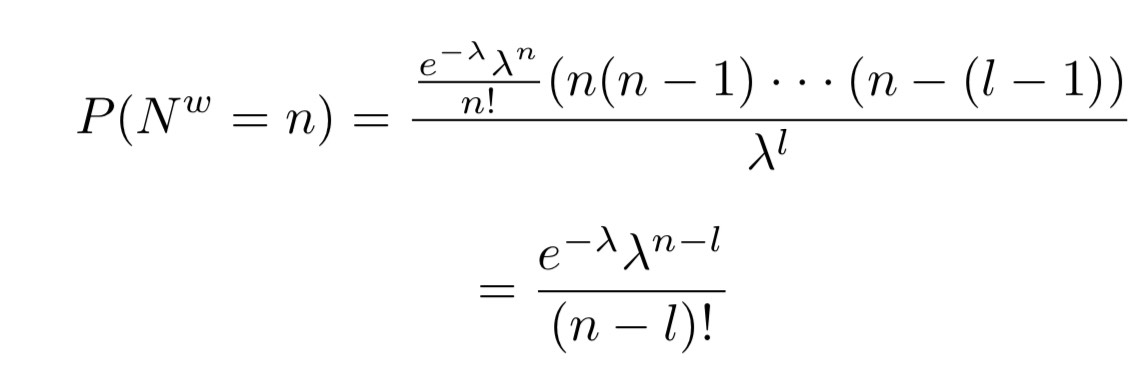 P(N^w = n) = \frac{\frac{e^{-\lambda}\lambda^n}{n!}(n(n-1)\cdots(n-(l-1))}{\lambda^l}
= \frac{e^{-\lambda}\lambda^{n-l}}{(n-l)!}